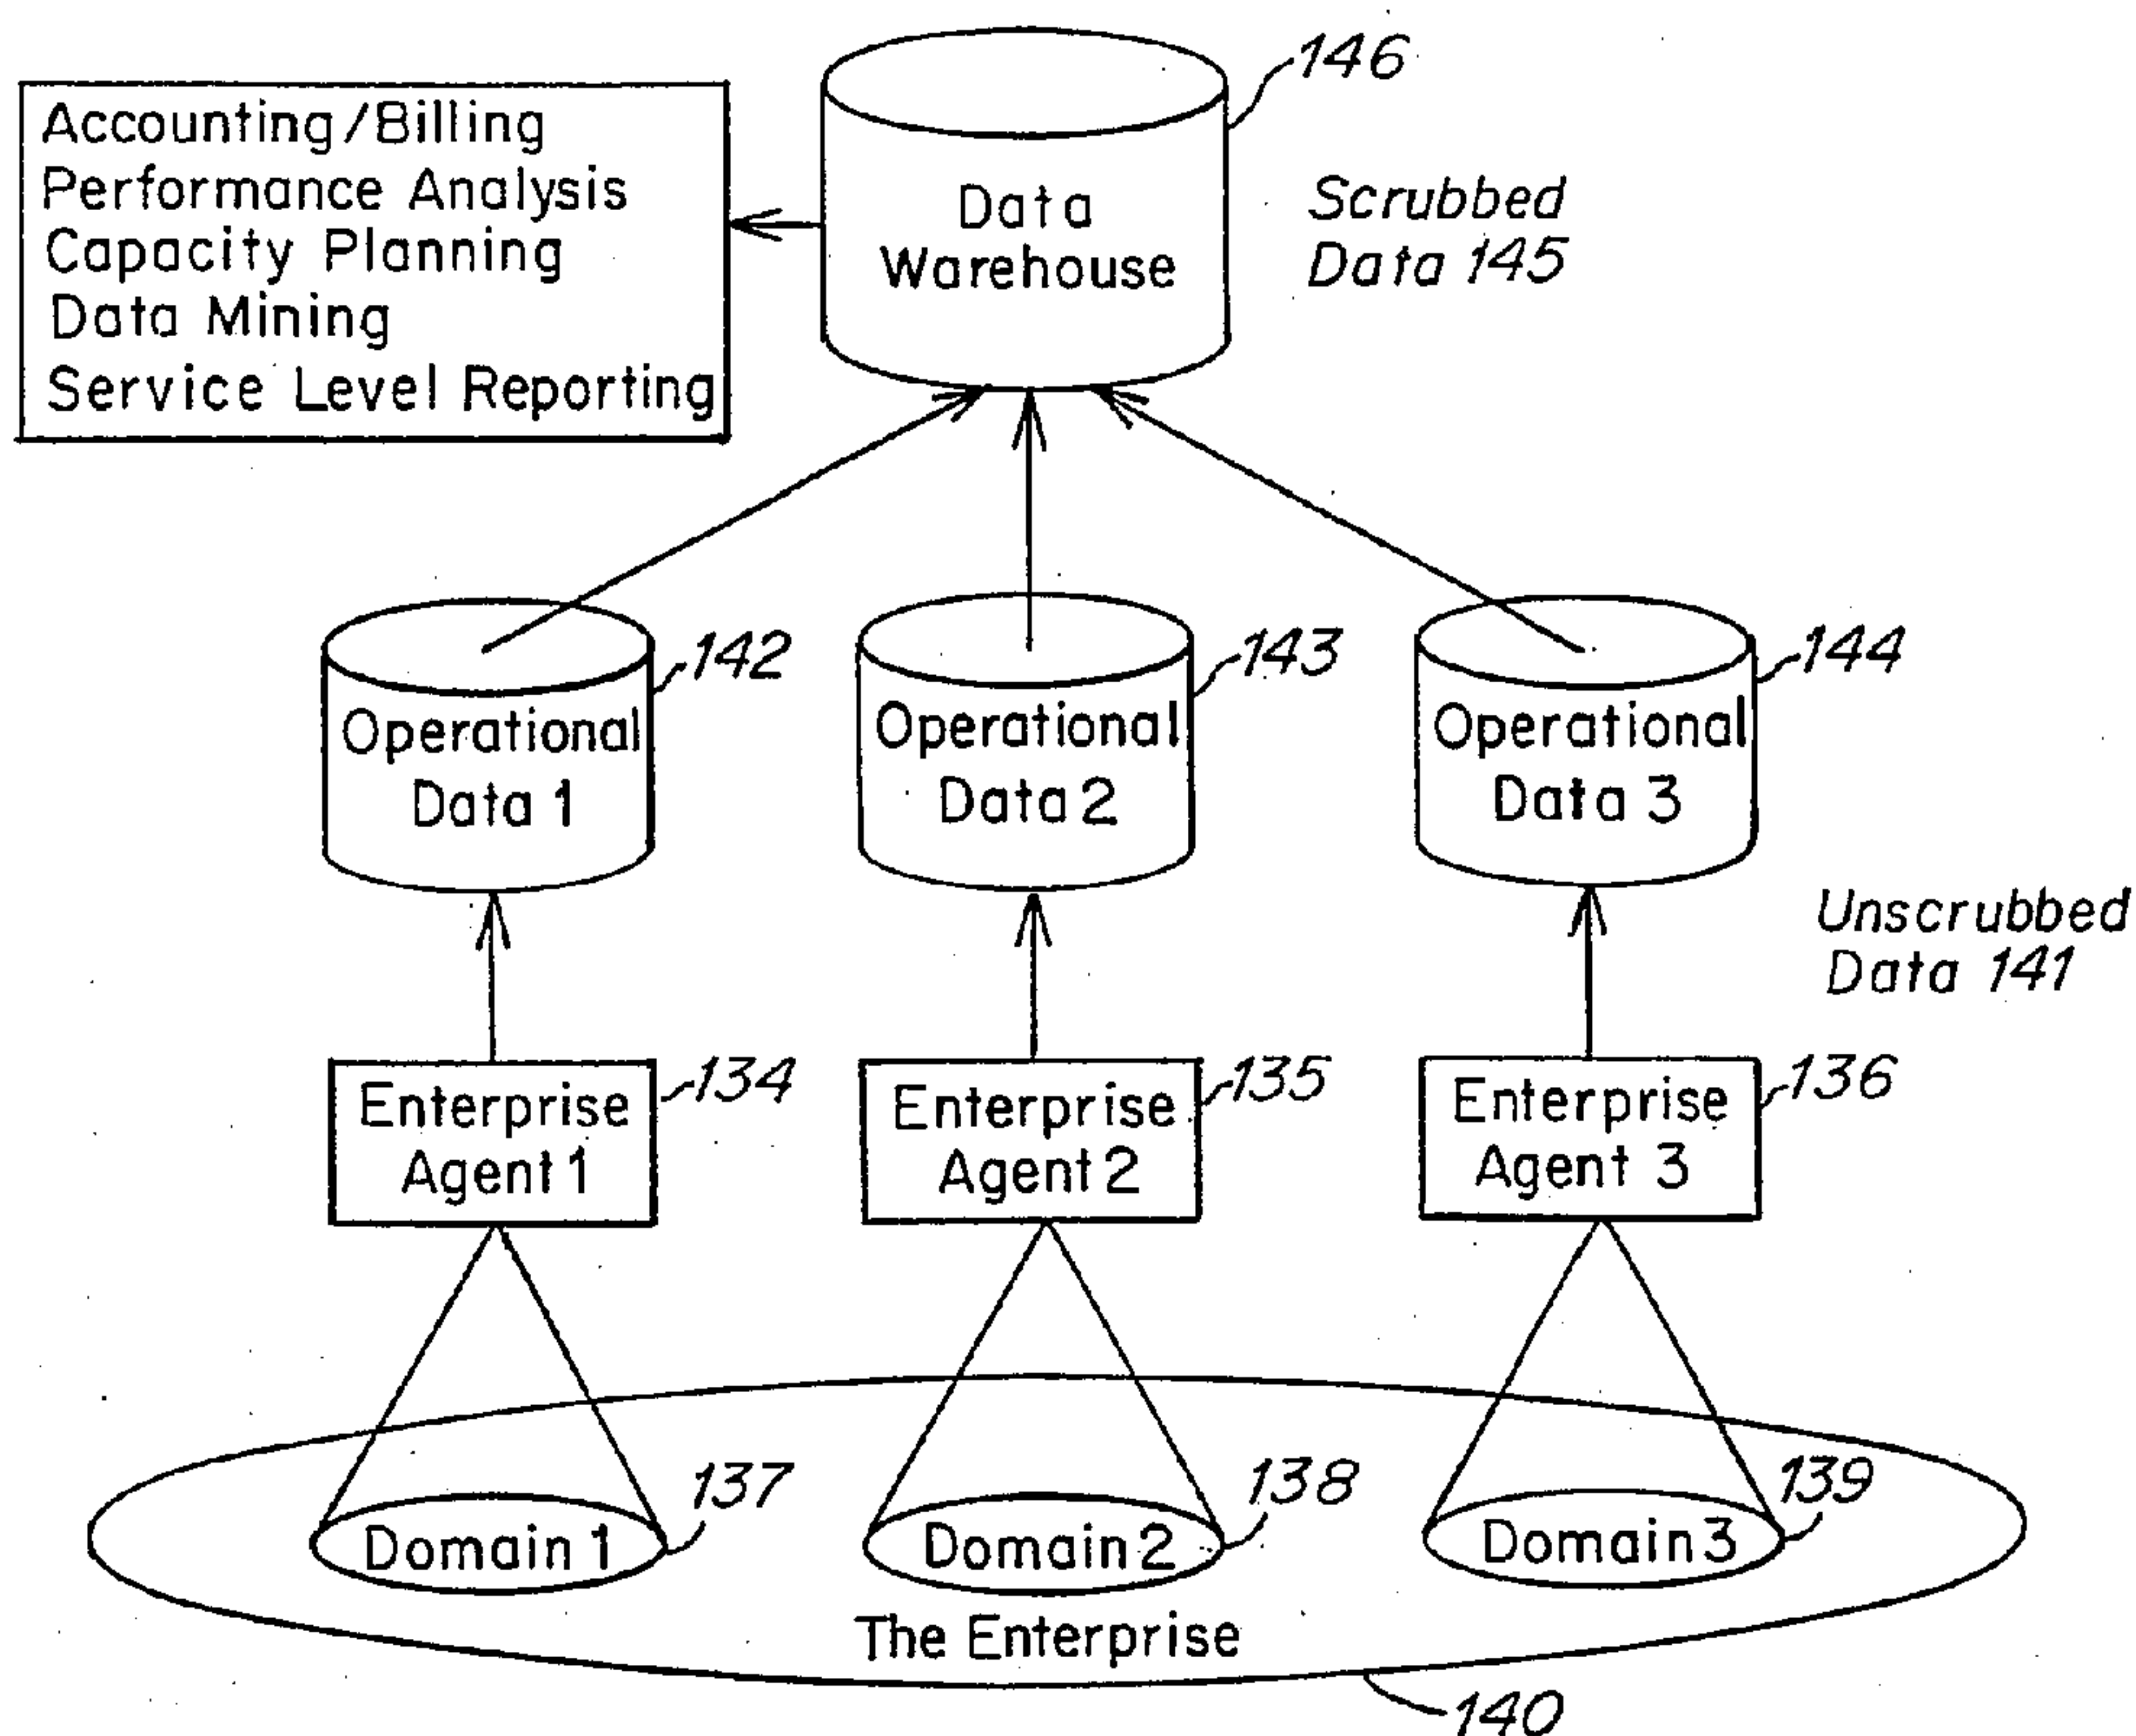 146
Accounting/Billing
Performance Analysis
Capacity Planning
Data Mining
Service Level Reporting
Data
Warehouse
Scrubbed
Data 145
142
143
144
Operational
Data 1
Operational
Data 2
Operational
Data 3
Unscrubbed
Data 141
134
135
136
Enterprise
Agent 1
Enterprise
Agent 2
Enterprise
Agent 3
137
138
139
Domain 1
Domain 2
Domain 3
The Enterprise
140